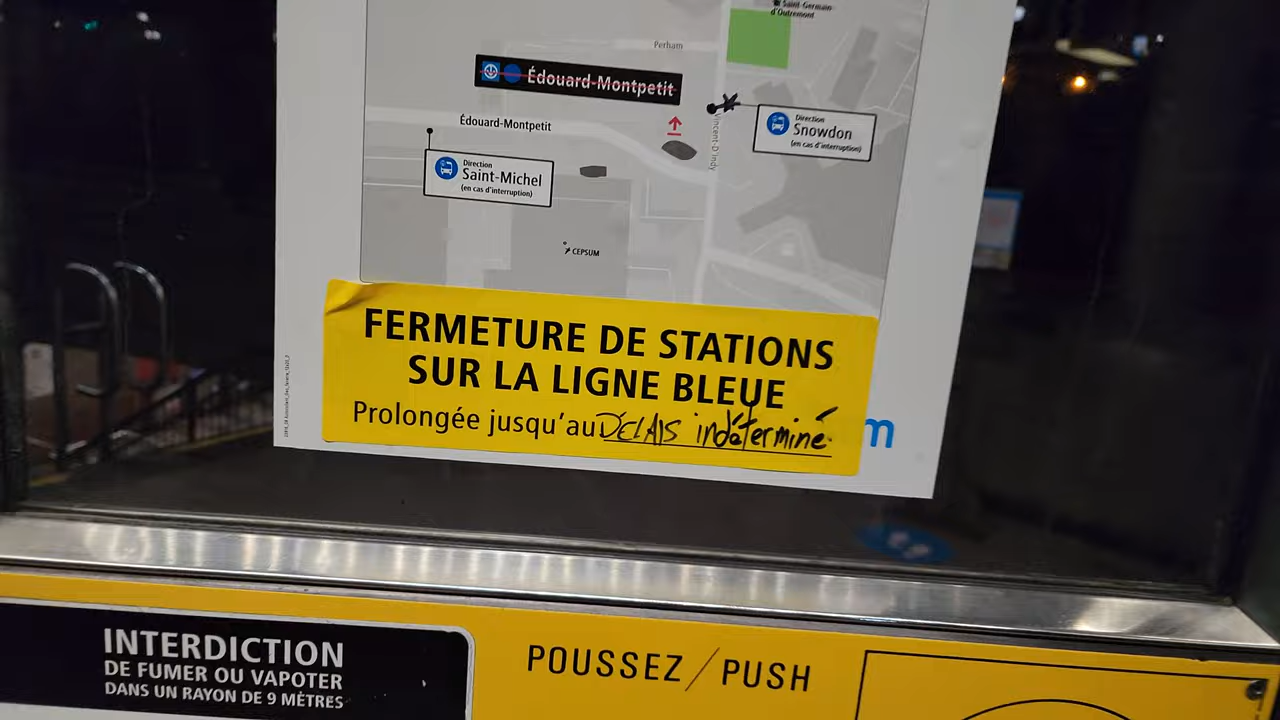 Saint-Germain
d'Outremont
Perham
Édouard-Montpetit
Direction
Snowdon
(en cas d'interruption)
Édouard-Montpetit
Vincent-D'Indy
Direction
Saint-Michel
(en cas d'interruption)
CEPSUM
FERMETURE DE STATIONS
SUR LA LIGNE BLEUE
Prolongée jusqu'au DÉLAIS indéterminé
m
INTERDICTION
DE FUMER OU VAPOTER
DANS UN RAYON DE 9 MÈTRES
POUSSEZ / PUSH